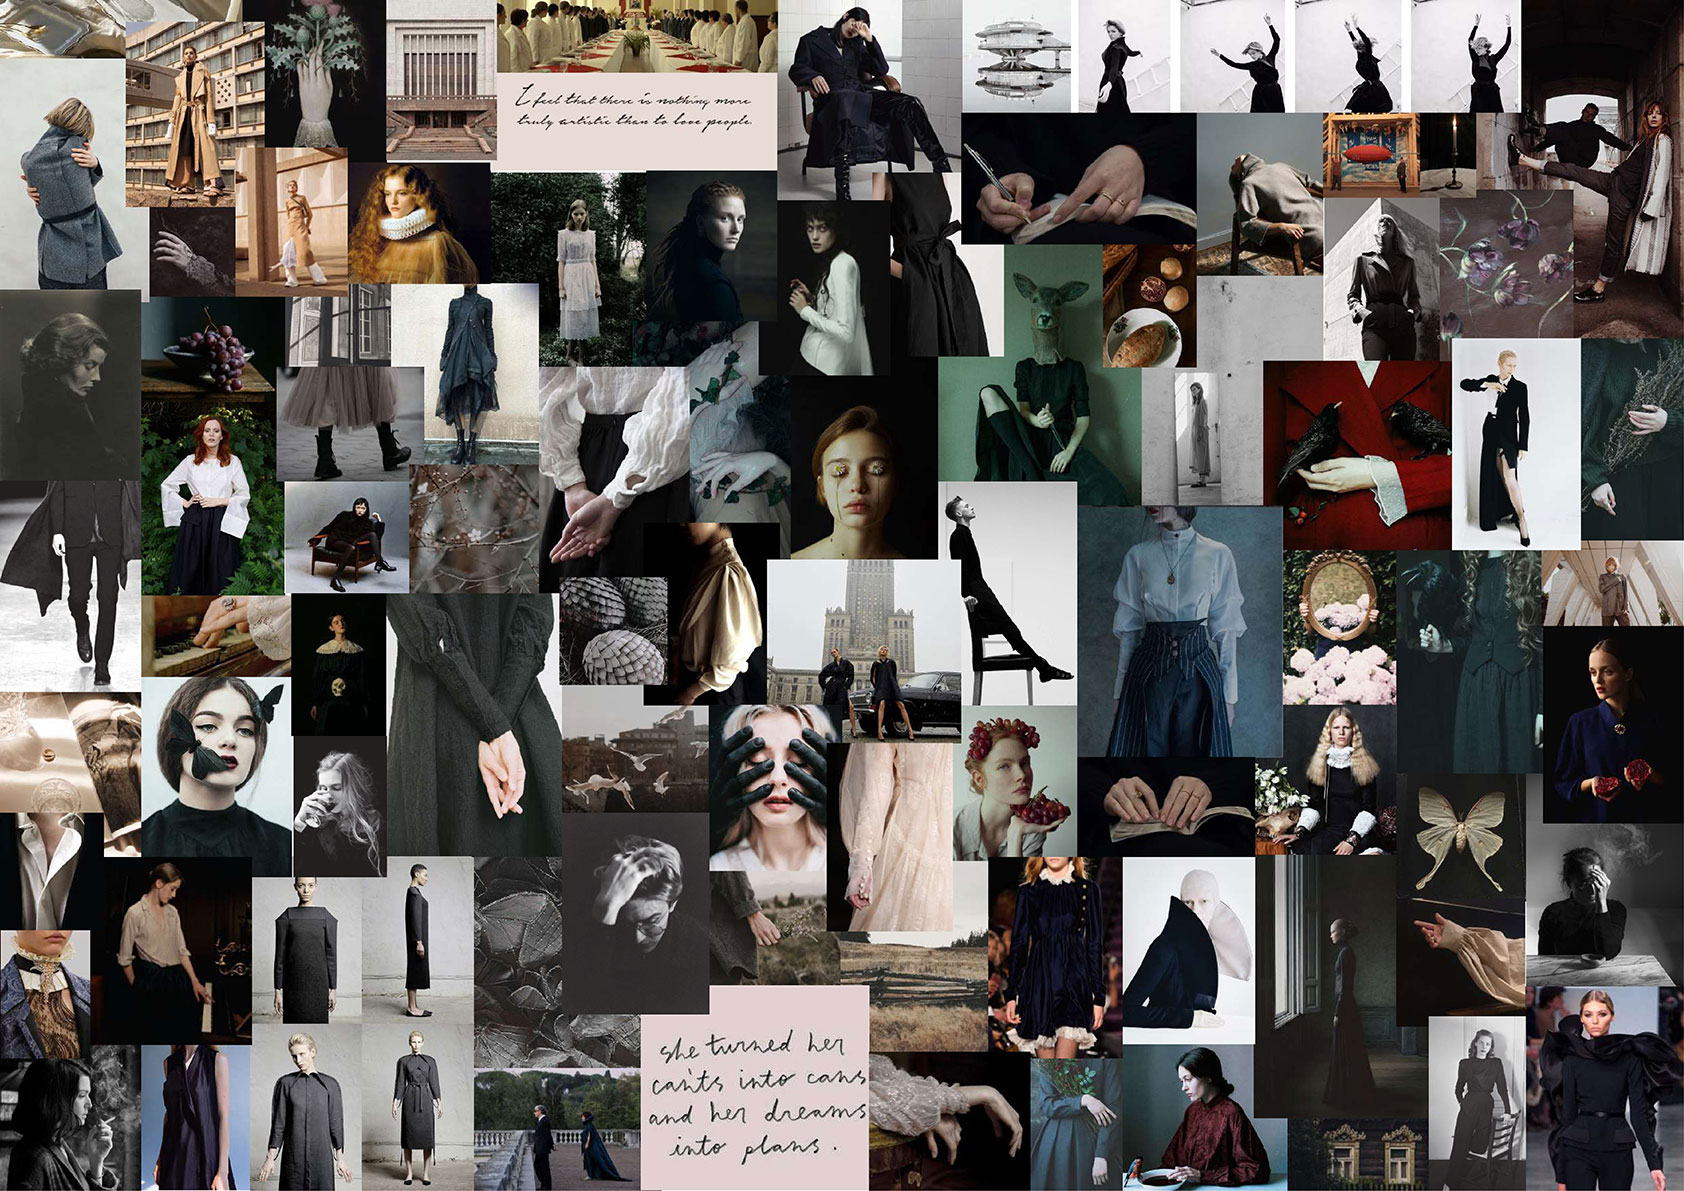 I feel that there is nothing more
truly artistic than to love people.
she turned her
can'ts into cans
and her dreams
into plans.